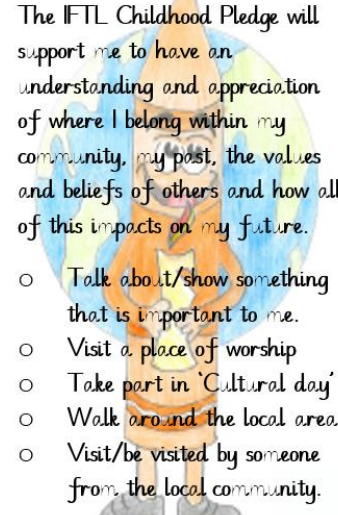 The IFTL Childhood Pledge will
support me to have an
understanding and appreciation
of where I belong within my
community, my past, the values
and beliefs of others and how all
of this impacts on my future.
o Talk about/show something
that is important to me.
o Visit a place of worship
o Take part in 'Cultural day'
o Walk around the local area
o Visit/be visited by someone
from the local community.